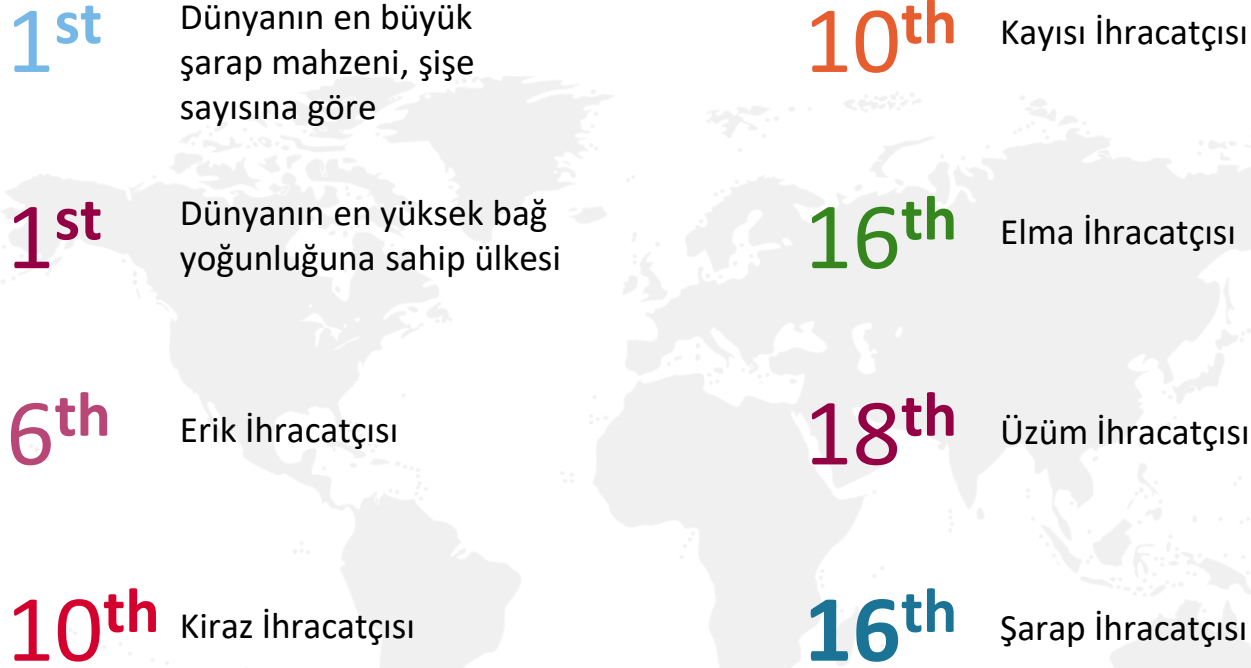 1st
Dünyanın en büyük
şarap mahzeni, şişe
sayısına göre
1st
Dünyanın en yüksek bağ
yoğunluğuna sahip ülkesi
6th
Erik İhracatçısı
10th
Kiraz İhracatçısı
10th
Kayısı İhracatçısı
16th
Elma İhracatçısı
18th
Üzüm İhracatçısı
16th
Şarap İhracatçısı